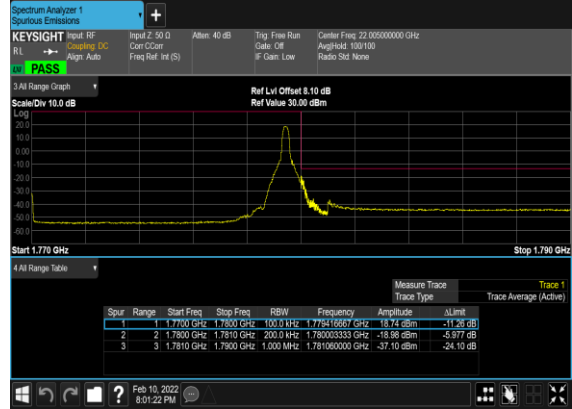 Spectrum Analyzer 1
Spurious Emissions
+
KEYSIGHT Input: RF Input Z: 50 Ω Atten: 40 dB Trig: Free Run Center Freq: 22.005000000 GHz
RL Coupling: DC Corr CCorr Gate: Off Avg|Hold: 100/100
Align: Auto Freq Ref: Int (S) IF Gain: Low Radio Std: None
PASS
3 All Range Graph
Ref Lvl Offset 8.10 dB
Scale/Div 10.0 dB Ref Value 30.00 dBm
Log
20.0
10.0
0.00
-10.0
-20.0
-30.0
-40.0
-50.0
-60.0
Start 1.770 GHz Stop 1.790 GHz
4 All Range Table
Measure Trace Trace 1
Trace Type Trace Average (Active)
Spur Range Start Freq Stop Freq RBW Frequency Amplitude ΔLimit
1 1 1.7700 GHz 1.7800 GHz 100.0 kHz 1.779416667 GHz 18.74 dBm -11.26 dB
2 2 1.7800 GHz 1.7810 GHz 200.0 kHz 1.780003333 GHz -18.98 dBm -5.977 dB
3 3 1.7810 GHz 1.7900 GHz 1.000 MHz 1.781060000 GHz -37.10 dBm -24.10 dB
? Feb 10, 2022
8:01:22 PM